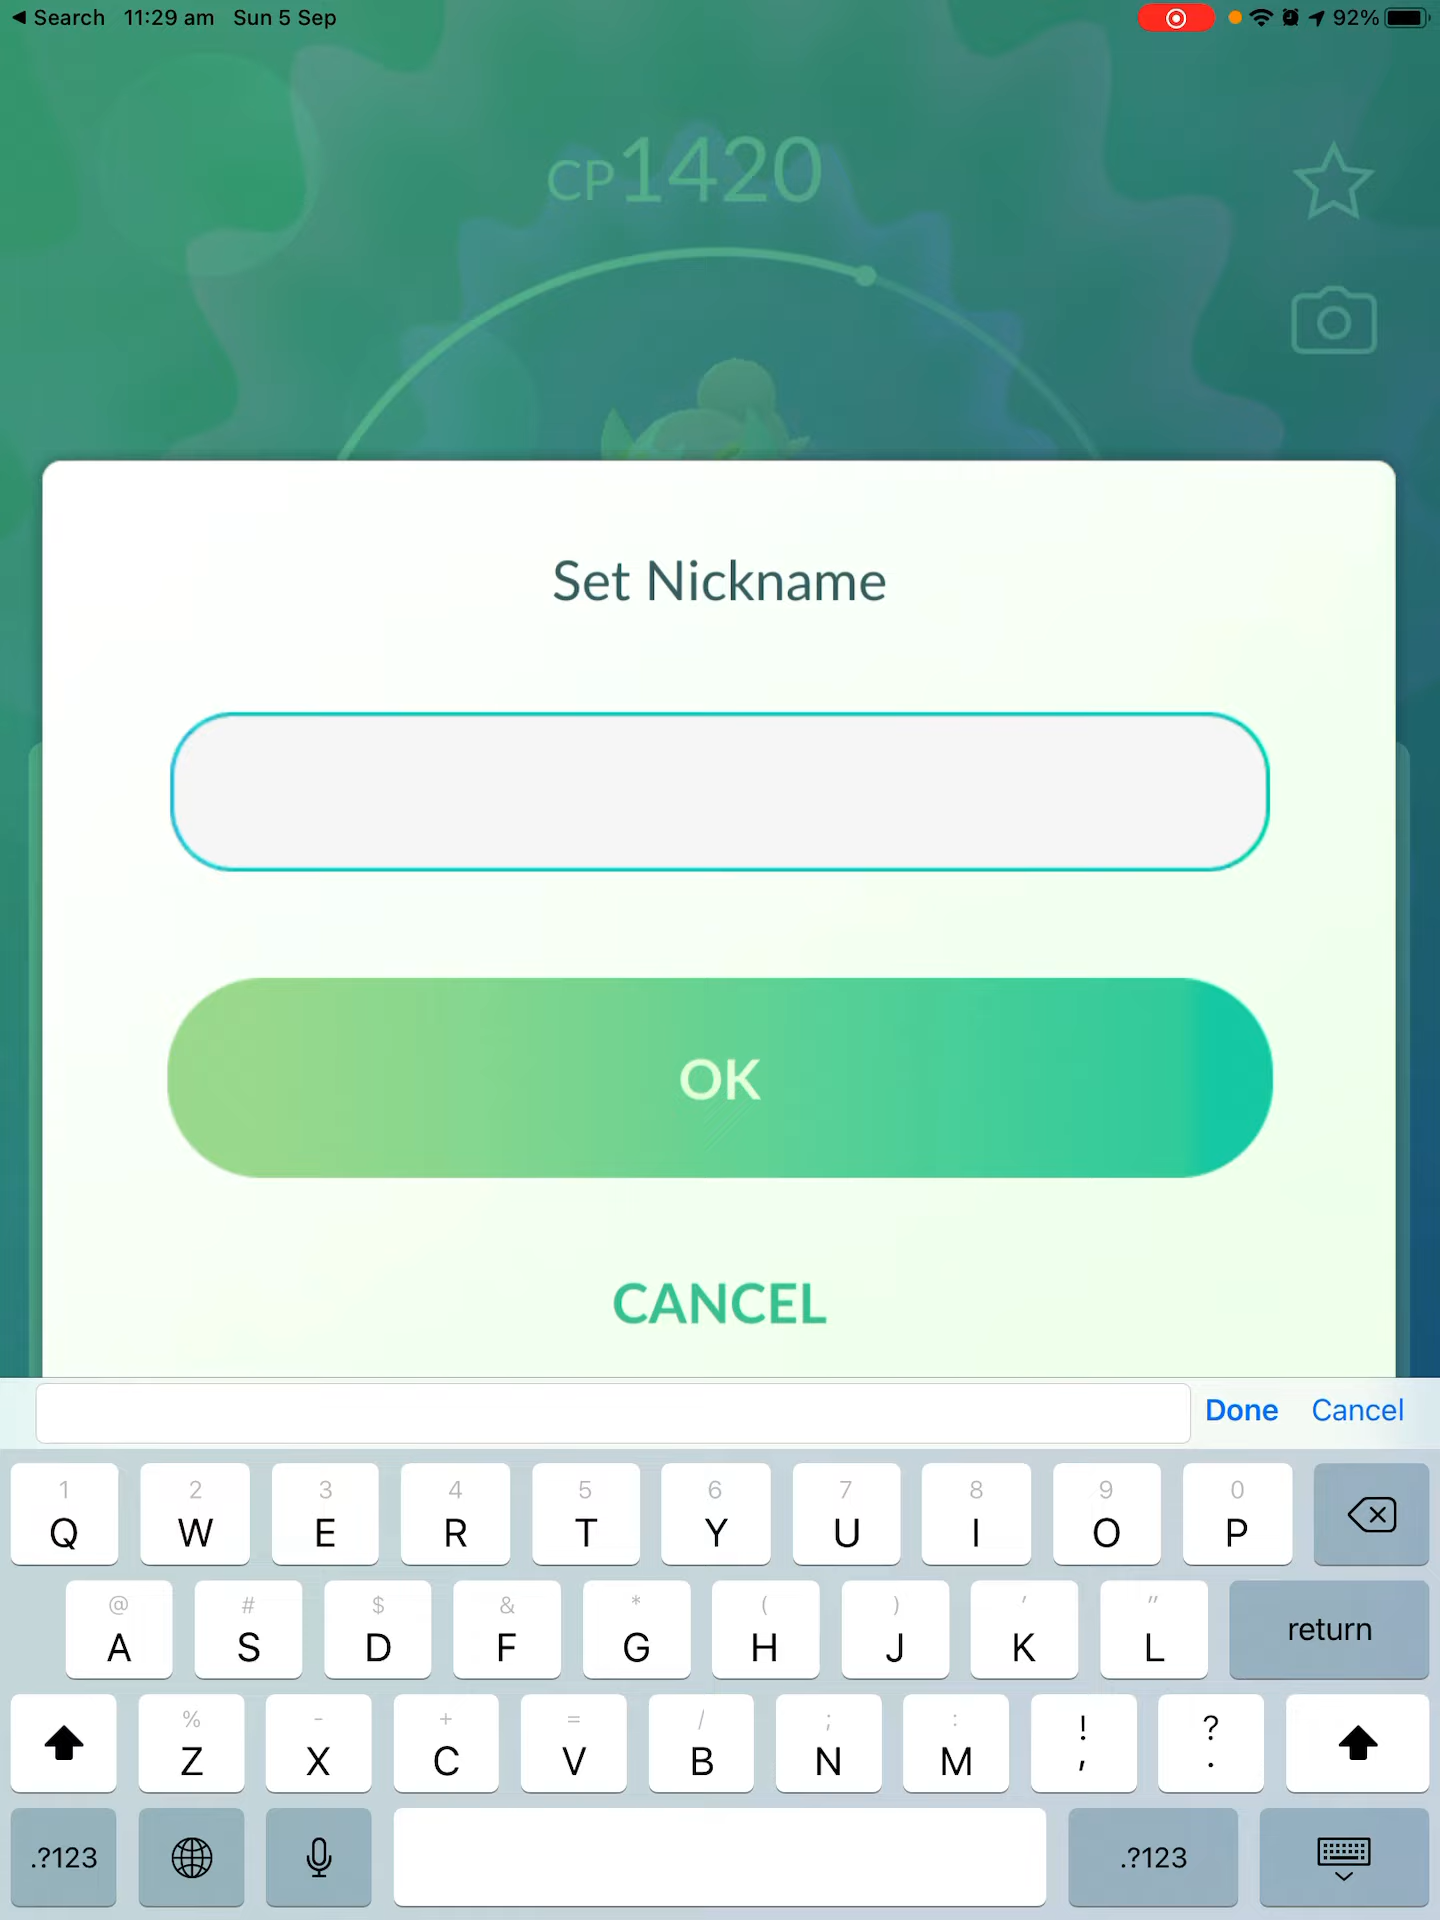 ◀ Search 11:29 am Sun 5 Sep 92%
CP1420
Set Nickname
OK
CANCEL
Done Cancel
1 2 3 4 5 6 7 8 9 0
Q W E R T Y U I O P
@ # $ & * ( ) ' "
A S D F G H J K L return
% - + = / ; : ! ?
Z X C V B N M , .
.?123 .?123